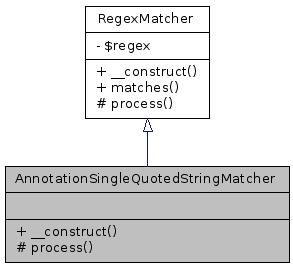 RegexMatcher
- $regex
+ __construct()
+ matches()
# process()
AnnotationSingleQuotedStringMatcher
+ __construct()
# process()